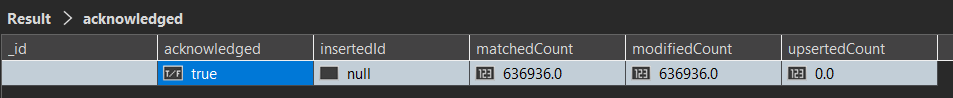 Result > acknowledged
_id acknowledged insertedId matchedCount modifiedCount upsertedCount
T/F true null 123 636936.0 123 636936.0 123 0.0